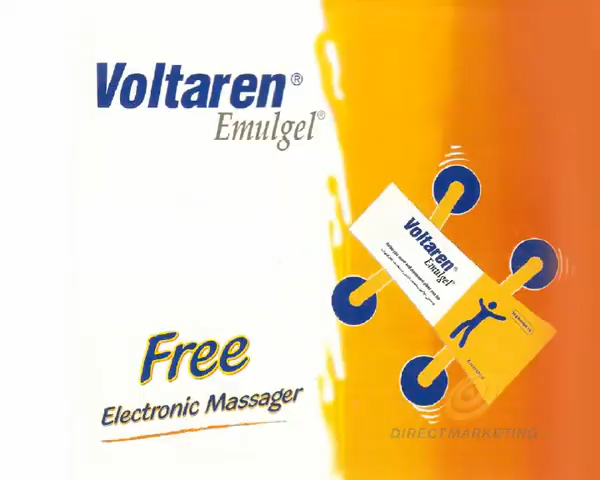 Voltaren®
Emulgel®
Voltaren®
Emulgel®
Free
Electronic Massager
DIRECTMARKETING